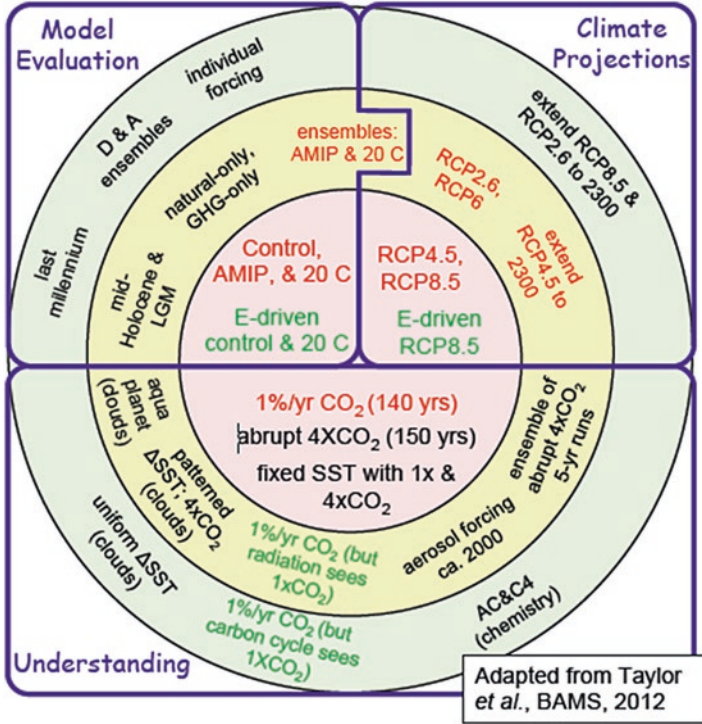 Model
Evaluation
Climate
Projections
individual
forcing
D & A
ensembles
last
millennium
extend RCP8.5 &
RCP2.6 to 2300
ensembles:
AMIP & 20 C
natural-only,
GHG-only
mid-
Holocene &
LGM
RCP2.6,
RCP6
extend
RCP4.5 to
2300
Control,
AMIP, & 20 C
E-driven
control & 20 C
RCP4.5,
RCP8.5
E-driven
RCP8.5
1%/yr CO₂ (140 yrs)
abrupt 4XCO₂ (150 yrs)
fixed SST with 1x &
4xCO₂
aqua
planet
(clouds)
patterned
ΔSST; 4xCO₂
(clouds)
1%/yr CO₂ (but
radiation sees
1xCO₂)
aerosol forcing
ca. 2000
ensemble of
abrupt 4xCO₂
5-yr runs
uniform ΔSST
(clouds)
1%/yr CO₂ (but
carbon cycle sees
1XCO₂)
AC&C4
(chemistry)
Understanding
Adapted from Taylor
et al., BAMS, 2012